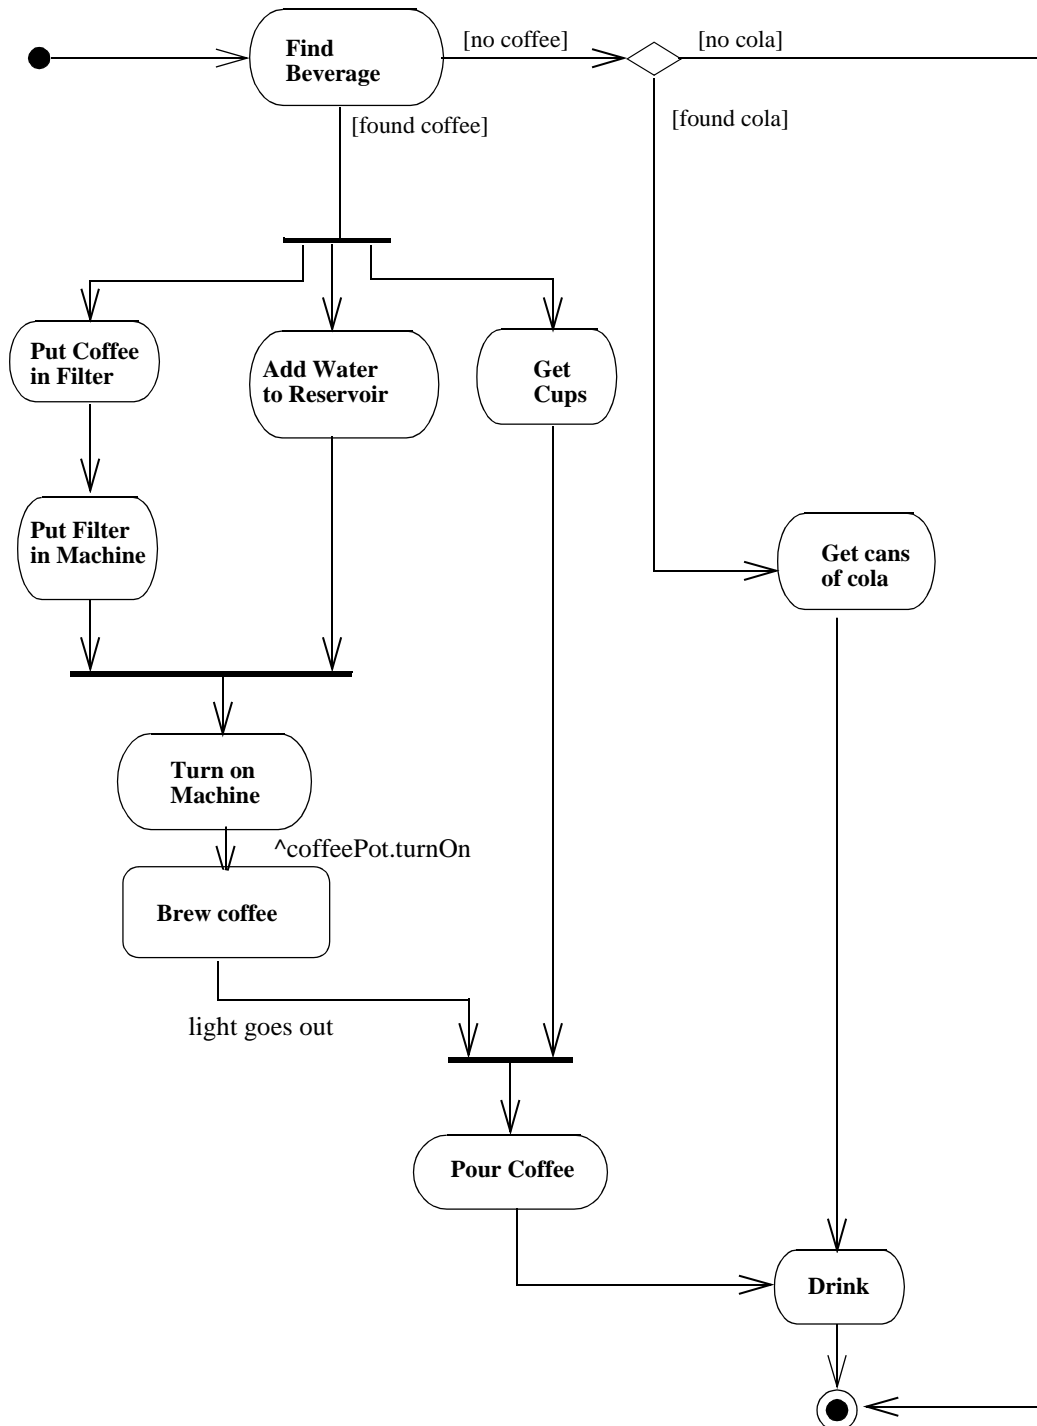 Find
Beverage
[no coffee]
[no cola]
[found coffee]
[found cola]
Put Coffee
in Filter
Add Water
to Reservoir
Get
Cups
Put Filter
in Machine
Get cans
of cola
Turn on
Machine
^coffeePot.turnOn
Brew coffee
light goes out
Pour Coffee
Drink